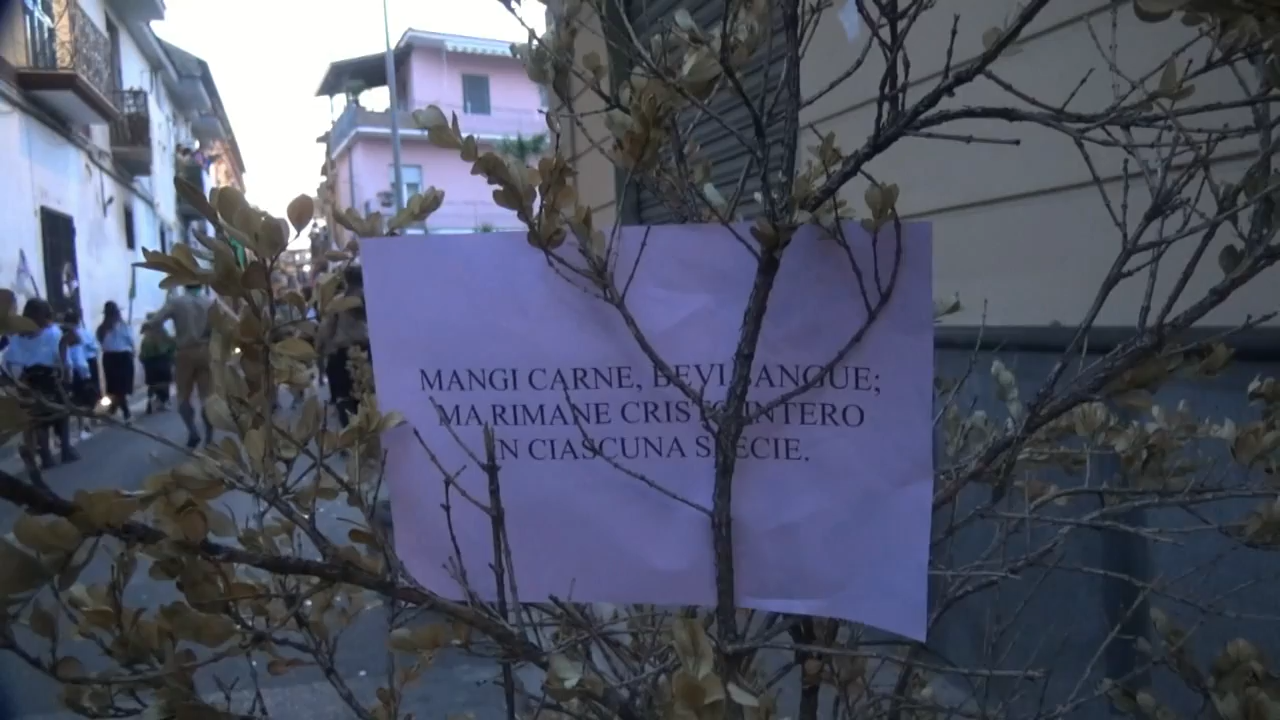 MANGI CARNE, BEVI SANGUE;
MA RIMANE CRISTO INTERO
IN CIASCUNA SPECIE.